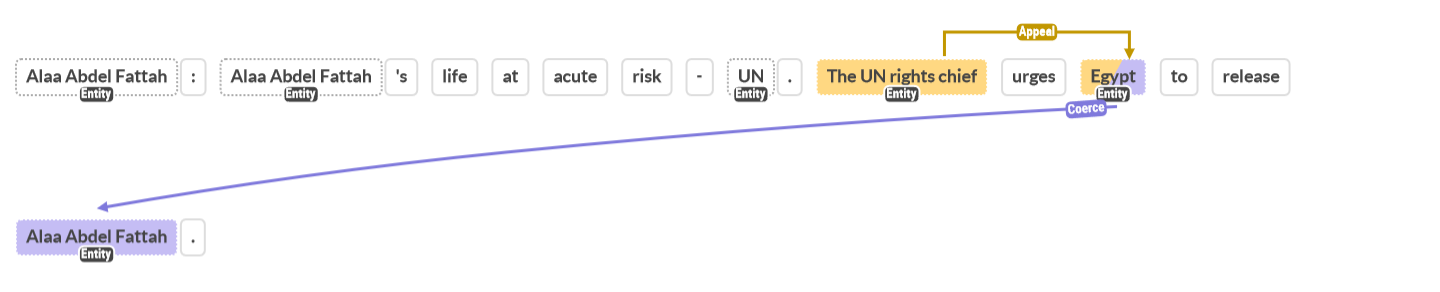 Appeal
Alaa Abdel Fattah : Alaa Abdel Fattah 's life at acute risk - UN . The UN rights chief urges Egypt to release
Entity Entity Entity Entity Entity
Coerce
Alaa Abdel Fattah .
Entity